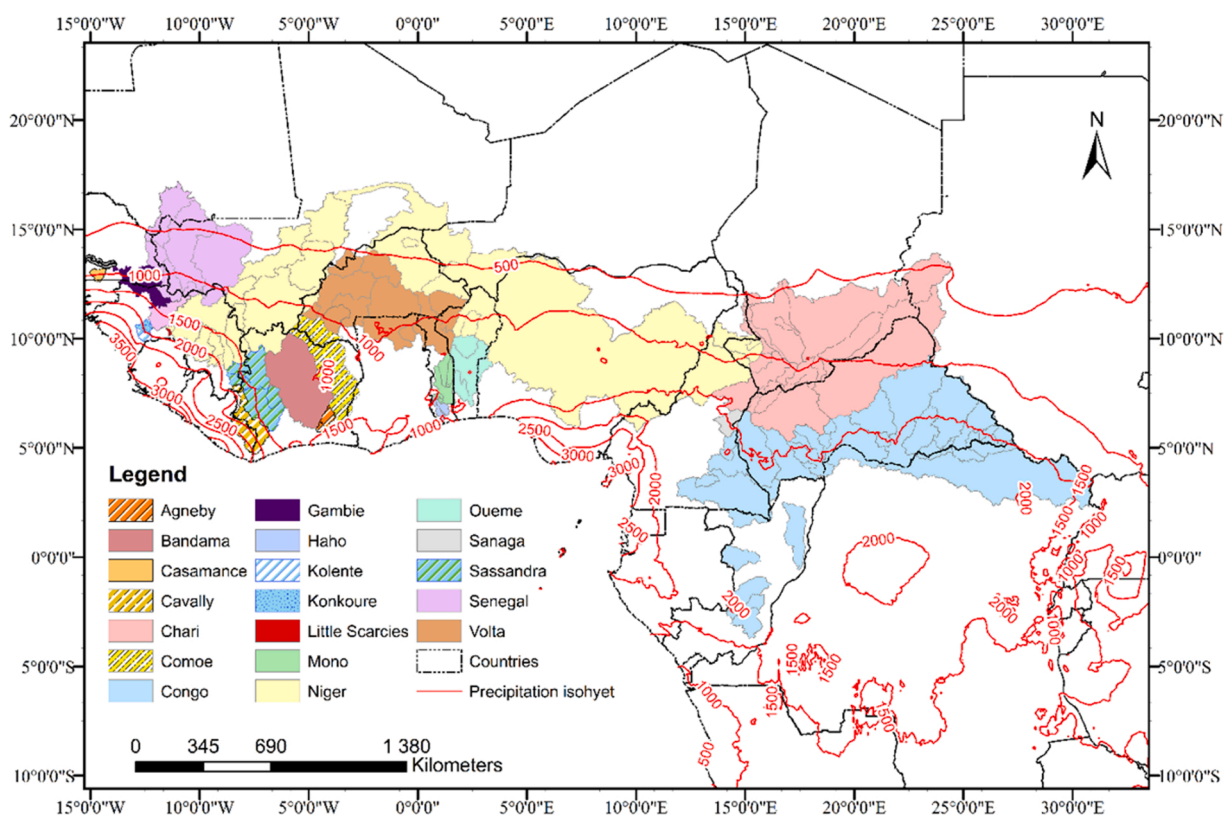 15°0'0"W 10°0'0"W 5°0'0"W 0°0'0" 5°0'0"E 10°0'0"E 15°0'0"E 20°0'0"E 25°0'0"E 30°0'0"E
20°0'0"N N 20°0'0"N
15°0'0"N 15°0'0"N
500
1000
1500
10°0'0"N 10°0'0"N
2000 1000
3500
1000
3000
2500 1500 1000 2500
5°0'0"N 3000 3000 5°0'0"N
Legend
2000 2000 1500
Agneby Gambie Oueme
2500 1500 1000
Bandama Haho Sanaga
0°0'0" 2000 0°0'0"
Casamance Kolente Sassandra
1000 1500
Cavally Konkoure Senegal
2000 2000
Chari Little Scarcies Volta
1000
Comoe Mono Countries
5°0'0"S 1500 1500 5°0'0"S
Congo Niger Precipitation isohyet
1000 1500 1500
500
0 345 690 1 380
Kilometers
10°0'0"S 10°0'0"S
15°0'0"W 10°0'0"W 5°0'0"W 0°0'0" 5°0'0"E 10°0'0"E 15°0'0"E 20°0'0"E 25°0'0"E 30°0'0"E